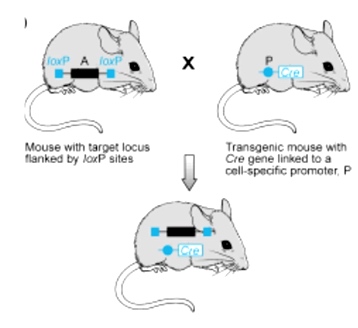 )
loxP A loxP
X
P
Cre
Mouse with target locus
flanked by loxP sites
Transgenic mouse with
Cre gene linked to a
cell-specific promoter, P
Cre